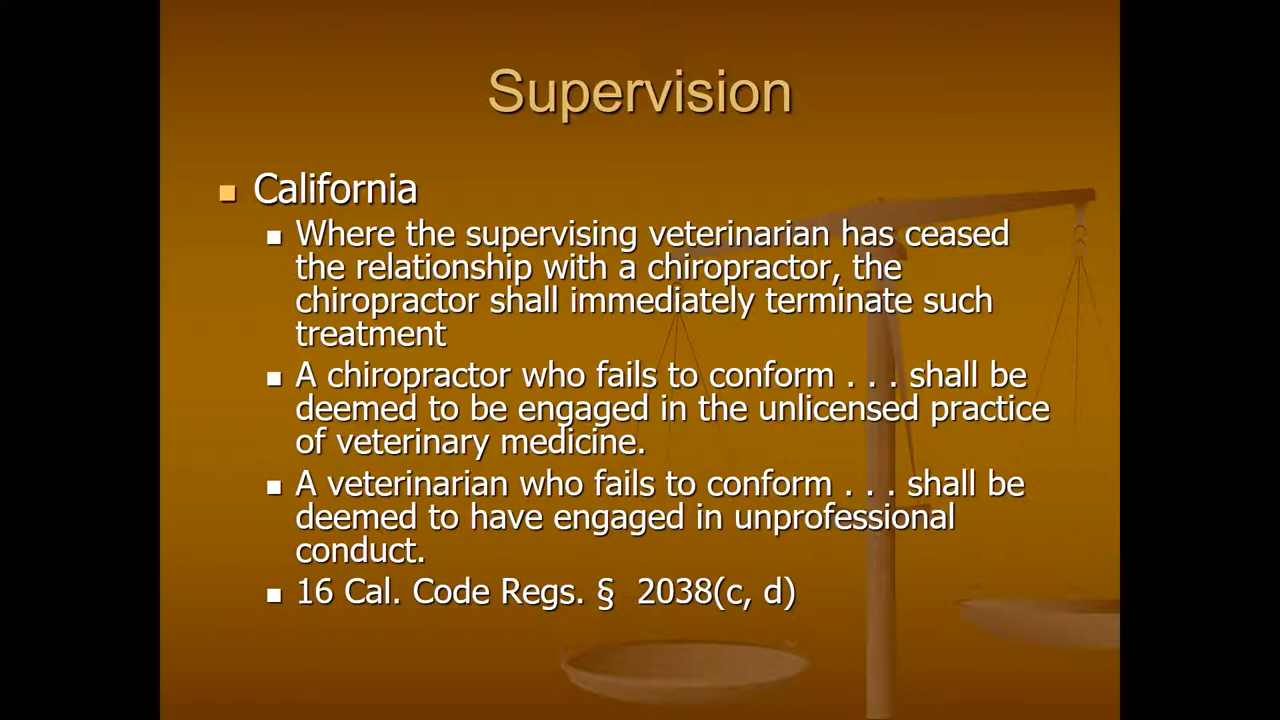 Supervision
California
Where the supervising veterinarian has ceased
the relationship with a chiropractor, the
chiropractor shall immediately terminate such
treatment
A chiropractor who fails to conform . . . shall be
deemed to be engaged in the unlicensed practice
of veterinary medicine.
A veterinarian who fails to conform . . . shall be
deemed to have engaged in unprofessional
conduct.
16 Cal. Code Regs. §  2038(c, d)